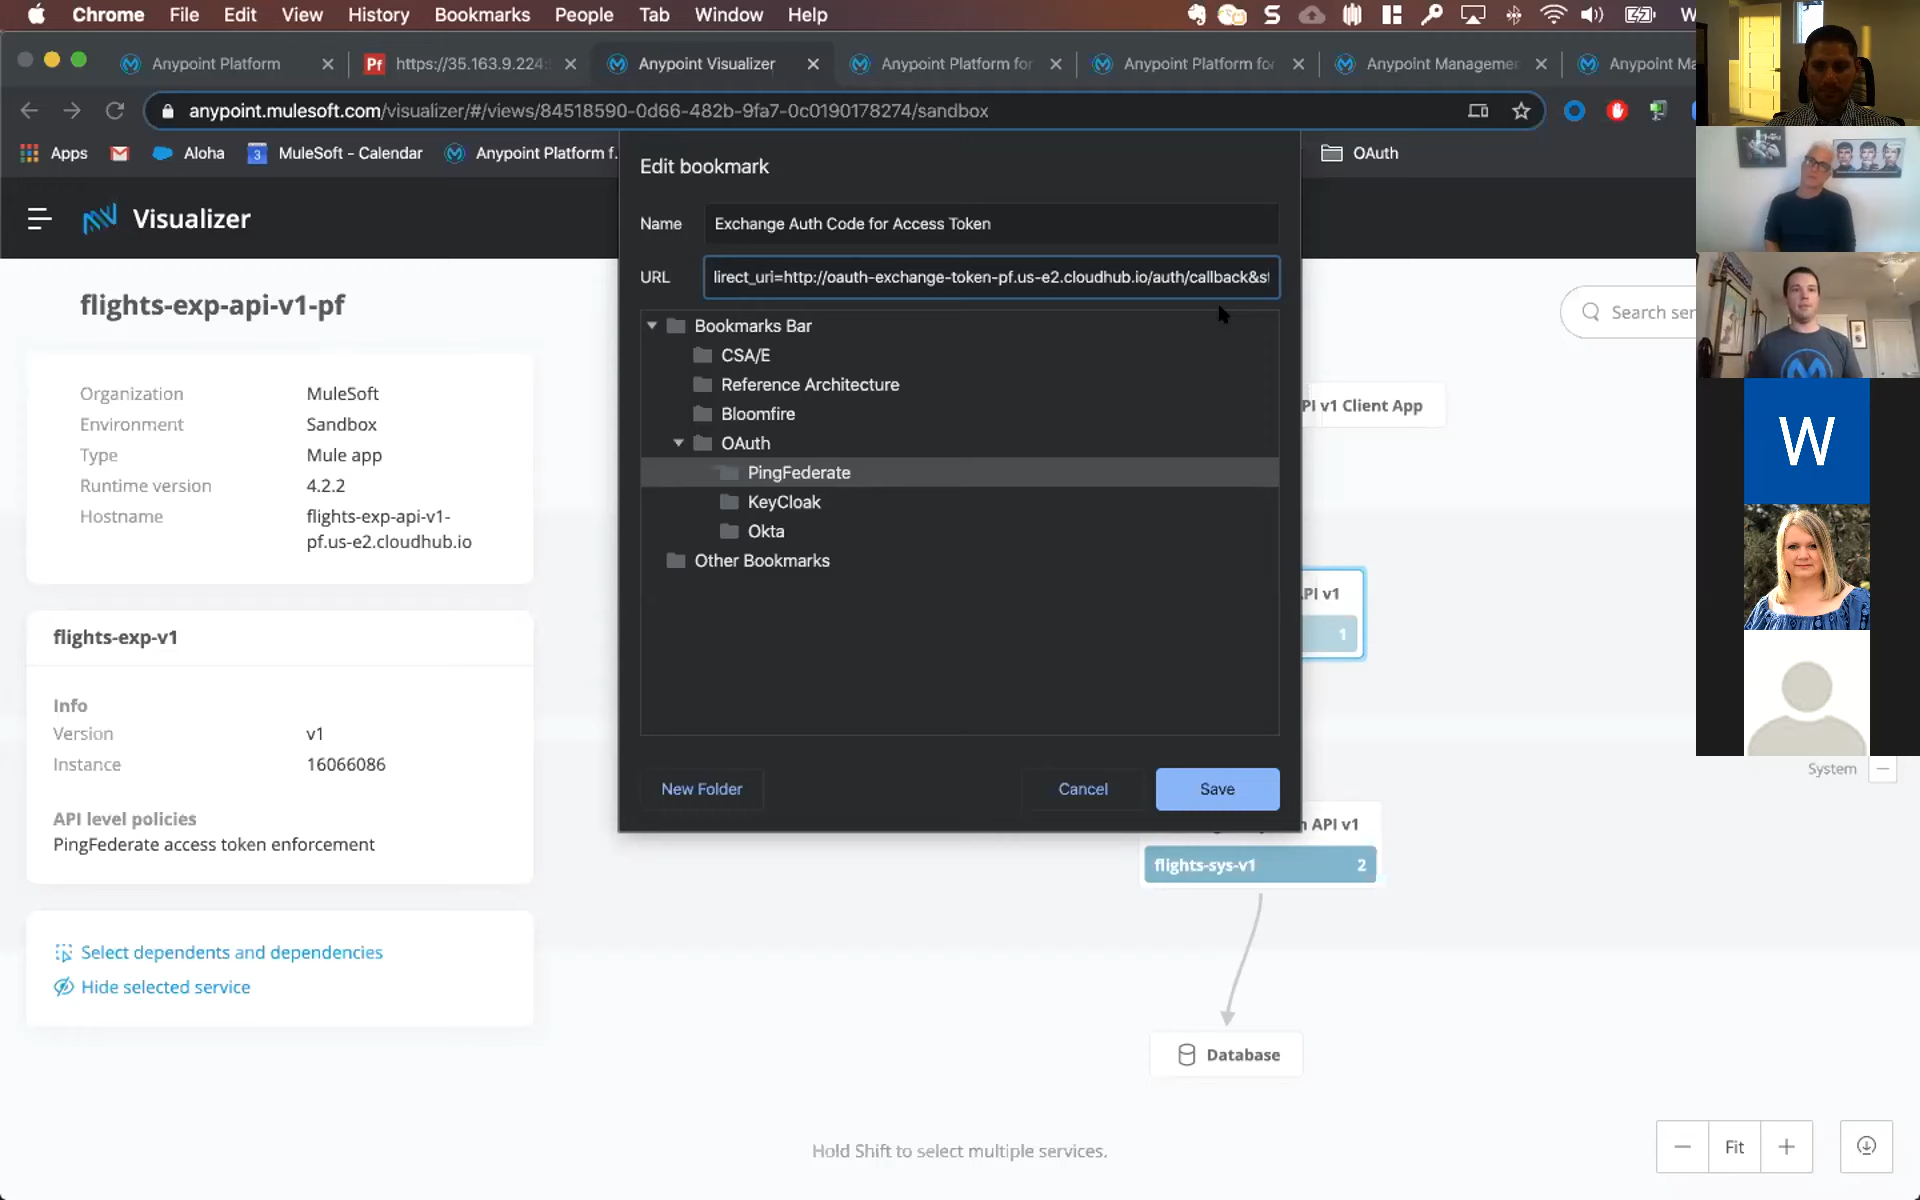 Chrome File Edit View History Bookmarks People Tab Window Help
Anypoint Platform
Pf https://35.163.9.224:
Anypoint Visualizer
Anypoint Platform for
Anypoint Platform fo
Anypoint Manageme
Anypoint Ma
anypoint.mulesoft.com/visualizer/#/views/84518590-0d66-482b-9fa7-0c0190178274/sandbox
Apps
Aloha
3 MuleSoft - Calendar
Anypoint Platform f.
OAuth
Visualizer
Edit bookmark
Name Exchange Auth Code for Access Token
URL lirect_uri=http://oauth-exchange-token-pf.us-e2.cloudhub.io/auth/callback&s
Bookmarks Bar
CSA/E
Reference Architecture
Bloomfire
OAuth
PingFederate
KeyCloak
Okta
Other Bookmarks
New Folder Cancel Save
flights-exp-api-v1-pf
Organization MuleSoft
Environment Sandbox
Type Mule app
Runtime version 4.2.2
Hostname flights-exp-api-v1-
pf.us-e2.cloudhub.io
flights-exp-v1
Info
Version v1
Instance 16066086
API level policies
PingFederate access token enforcement
Select dependents and dependencies
Hide selected service
Search ser
PI v1 Client App
PI v1
1
API v1
flights-sys-v1 2
Database
System
W
Hold Shift to select multiple services.
Fit